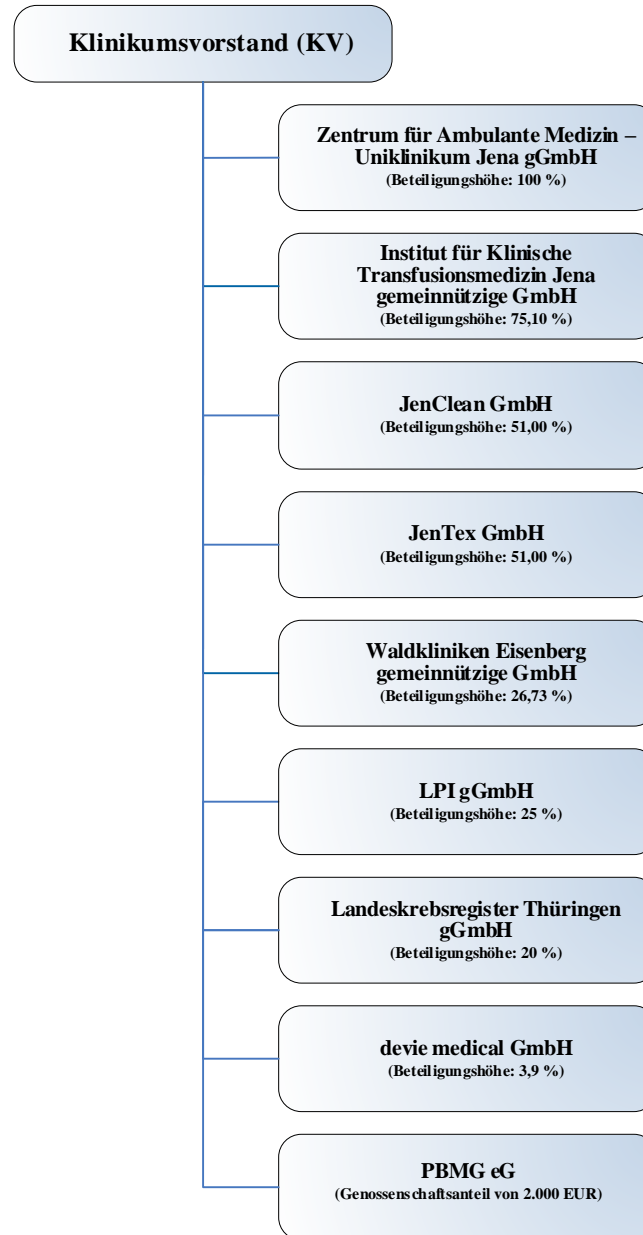 Klinikumsvorstand (KV)
Zentrum für Ambulante Medizin –
Uniklinikum Jena gGmbH
(Beteiligungshöhe: 100 %)
Institut für Klinische
Transfusionsmedizin Jena
gemeinnützige GmbH
(Beteiligungshöhe: 75,10 %)
JenClean GmbH
(Beteiligungshöhe: 51,00 %)
JenTex GmbH
(Beteiligungshöhe: 51,00 %)
Waldkliniken Eisenberg
gemeinnützige GmbH
(Beteiligungshöhe: 26,73 %)
LPI gGmbH
(Beteiligungshöhe: 25 %)
Landeskrebsregister Thüringen
gGmbH
(Beteiligungshöhe: 20 %)
devie medical GmbH
(Beteiligungshöhe: 3,9 %)
PBMG eG
(Genossenschaftsanteil von 2.000 EUR)